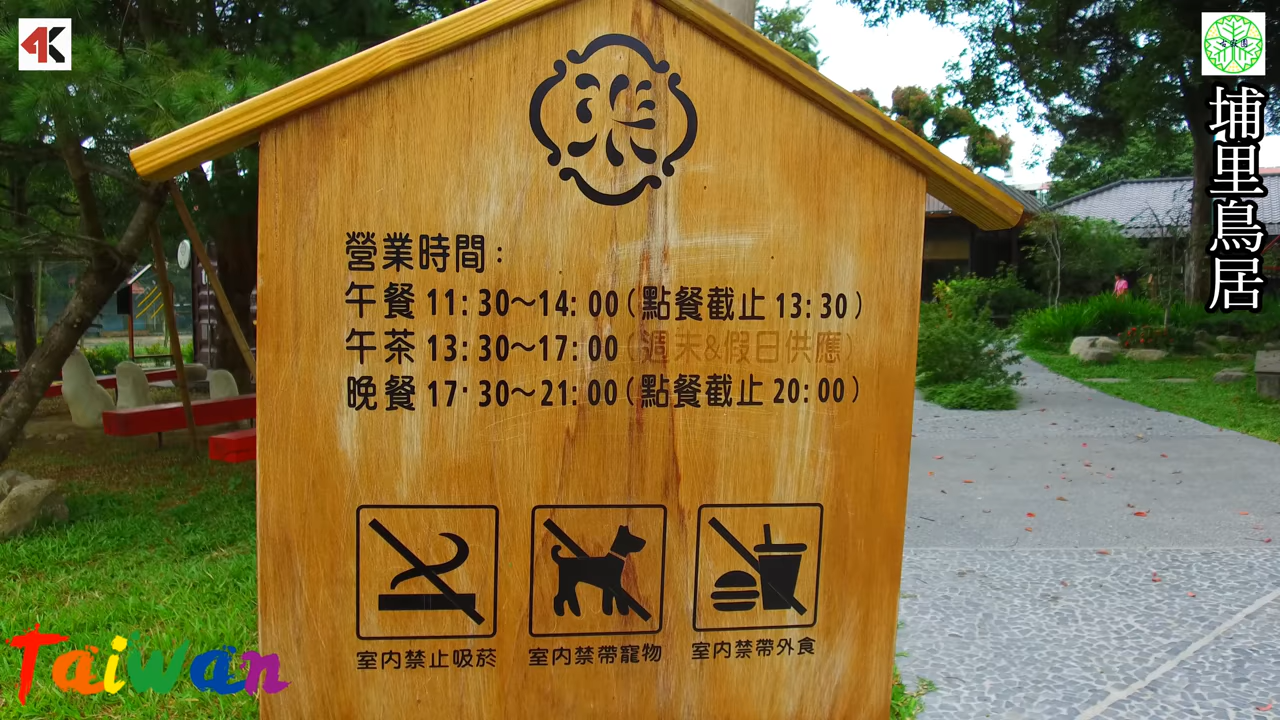 4K
張
營業時間：
午餐 11:30～14:00（點餐截止 13:30）
午茶 13:30～17:00（週末&假日供應）
晚餐 17:30～21:00（點餐截止 20:00）
室內禁止吸菸
室內禁帶寵物
室內禁帶外食
埔里鳥居
Taiwan